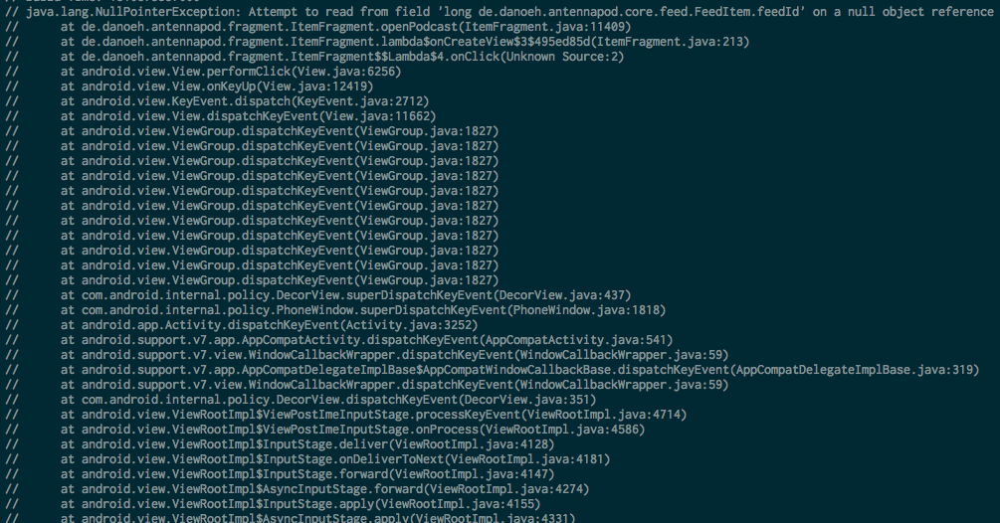 // java.lang.NullPointerException: Attempt to read from field 'long de.danoeh.antennapod.core.feed.FeedItem.feedId' on a null object reference
// at de.danoeh.antennapod.fragment.ItemFragment.openPodcast(ItemFragment.java:11409)
// at de.danoeh.antennapod.fragment.ItemFragment.lambda$onCreateView$3$495ed85d(ItemFragment.java:213)
// at de.danoeh.antennapod.fragment.ItemFragment$$Lambda$4.onClick(Unknown Source:2)
// at android.view.View.performClick(View.java:6256)
// at android.view.View.onKeyUp(View.java:12419)
// at android.view.KeyEvent.dispatch(KeyEvent.java:2712)
// at android.view.View.dispatchKeyEvent(View.java:11662)
// at android.view.ViewGroup.dispatchKeyEvent(ViewGroup.java:1827)
// at android.view.ViewGroup.dispatchKeyEvent(ViewGroup.java:1827)
// at android.view.ViewGroup.dispatchKeyEvent(ViewGroup.java:1827)
// at android.view.ViewGroup.dispatchKeyEvent(ViewGroup.java:1827)
// at android.view.ViewGroup.dispatchKeyEvent(ViewGroup.java:1827)
// at android.view.ViewGroup.dispatchKeyEvent(ViewGroup.java:1827)
// at android.view.ViewGroup.dispatchKeyEvent(ViewGroup.java:1827)
// at android.view.ViewGroup.dispatchKeyEvent(ViewGroup.java:1827)
// at android.view.ViewGroup.dispatchKeyEvent(ViewGroup.java:1827)
// at android.view.ViewGroup.dispatchKeyEvent(ViewGroup.java:1827)
// at android.view.ViewGroup.dispatchKeyEvent(ViewGroup.java:1827)
// at com.android.internal.policy.DecorView.superDispatchKeyEvent(DecorView.java:437)
// at com.android.internal.policy.PhoneWindow.superDispatchKeyEvent(PhoneWindow.java:1818)
// at android.app.Activity.dispatchKeyEvent(Activity.java:3252)
// at android.support.v7.app.AppCompatActivity.dispatchKeyEvent(AppCompatActivity.java:541)
// at android.support.v7.view.WindowCallbackWrapper.dispatchKeyEvent(WindowCallbackWrapper.java:59)
// at android.support.v7.app.AppCompatDelegateImplBase$AppCompatWindowCallbackBase.dispatchKeyEvent(AppCompatDelegateImplBase.java:319)
// at android.support.v7.view.WindowCallbackWrapper.dispatchKeyEvent(WindowCallbackWrapper.java:59)
// at com.android.internal.policy.DecorView.dispatchKeyEvent(DecorView.java:351)
// at android.view.ViewRootImpl$ViewPostImeInputStage.processKeyEvent(ViewRootImpl.java:4714)
// at android.view.ViewRootImpl$ViewPostImeInputStage.onProcess(ViewRootImpl.java:4586)
// at android.view.ViewRootImpl$InputStage.deliver(ViewRootImpl.java:4128)
// at android.view.ViewRootImpl$InputStage.onDeliverToNext(ViewRootImpl.java:4181)
// at android.view.ViewRootImpl$InputStage.forward(ViewRootImpl.java:4147)
// at android.view.ViewRootImpl$AsyncInputStage.forward(ViewRootImpl.java:4274)
// at android.view.ViewRootImpl$InputStage.apply(ViewRootImpl.java:4155)
// at android.view.ViewRootImpl$AsyncInputStage.apply(ViewRootImpl.java:4331)